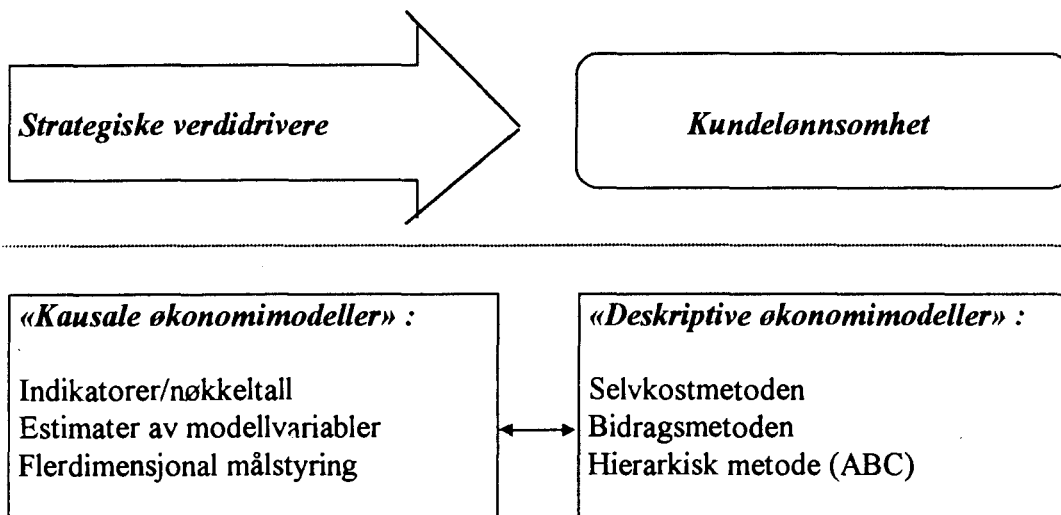 Strategiske verdidrivere
Kundelønnsomhet
«Kausale økonomimodeller» :
Indikatorer/nøkkeltall
Estimater av modellvariabler
Flerdimensjonal målstyring
«Deskriptive økonomimodeller» :
Selvkostmetoden
Bidragsmetoden
Hierarkisk metode (ABC)